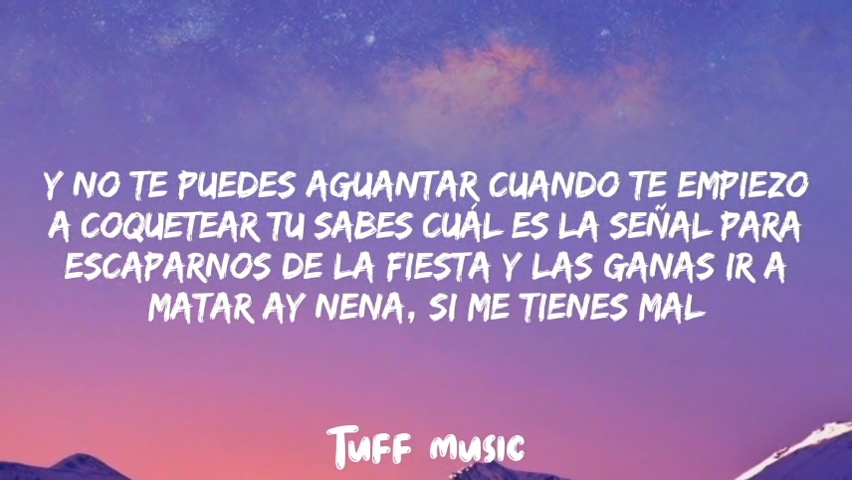 Y NO TE PUEDES AGUANTAR CUANDO TE EMPIEZO
A COQUETEAR TU SABES CUÁL ES LA SEÑAL PARA
ESCAPARNOS DE LA FIESTA Y LAS GANAS IR A
MATAR AY NENA, SI ME TIENES MAL
TUFF MUSIC